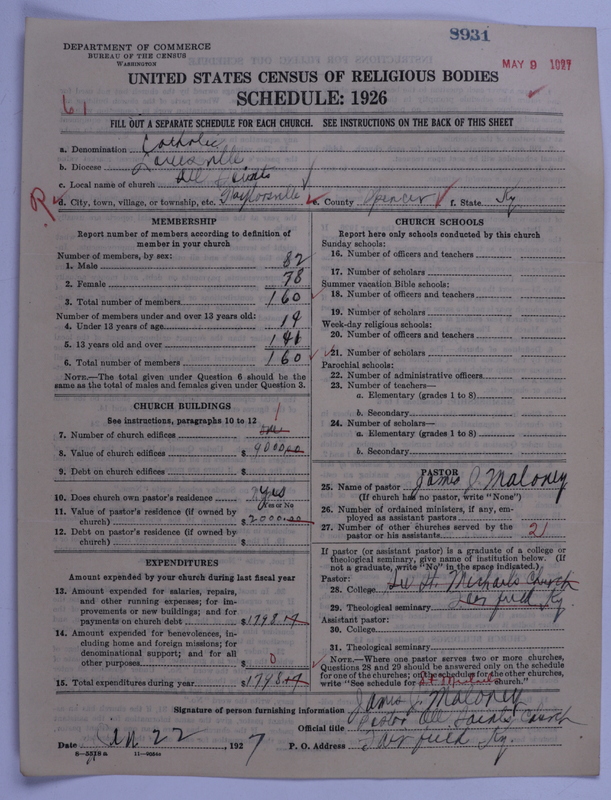 8931
DEPARTMENT OF COMMERCE
BUREAU OF THE CENSUS
WASHINGTON
MAY 9 1927
UNITED STATES CENSUS OF RELIGIOUS BODIES
SCHEDULE: 1926
61
FILL OUT A SEPARATE SCHEDULE FOR EACH CHURCH. SEE INSTRUCTIONS ON THE BACK OF THIS SHEET
a. Denomination Catholic
b. Diocese Louisville
c. Local name of church All Saints
d. City, town, village, or township, etc. Taylorsville e. County Spencer f. State Ky
R
MEMBERSHIP
Report number of members according to definition of
member in your church
Number of members, by sex:
1. Male 82
2. Female 78
3. Total number of members 160
Number of members under and over 13 years old:
4. Under 13 years of age 19
5. 13 years old and over 141
6. Total number of members 160
NOTE.—The total given under Question 6 should be the
same as the total of males and females given under Question 3.
CHURCH BUILDINGS
See instructions, paragraphs 10 to 12
7. Number of church edifices one 1
8. Value of church edifices $9000.00
9. Debt on church edifices $
10. Does church own pastor's residence Yes
Yes or No
11. Value of pastor's residence (if owned by
church) $2000.00
12. Debt on pastor's residence (if owned by
church) $
EXPENDITURES
Amount expended by your church during last fiscal year
13. Amount expended for salaries, repairs,
and other running expenses; for im-
provements or new buildings; and for
payments on church debt $1798.14
14. Amount expended for benevolences, in-
cluding home and foreign missions; for
denominational support; and for all
other purposes $ 0
15. Total expenditures during year $1798.14
CHURCH SCHOOLS
Report here only schools conducted by this church
Sunday schools:
16. Number of officers and teachers
17. Number of scholars
Summer vacation Bible schools:
18. Number of officers and teachers
19. Number of scholars
Week-day religious schools:
20. Number of officers and teachers
21. Number of scholars
Parochial schools:
22. Number of administrative officers
23. Number of teachers—
a. Elementary (grades 1 to 8)
b. Secondary
24. Number of scholars—
a. Elementary (grades 1 to 8)
b. Secondary
PASTOR
25. Name of pastor James J. Maloney
(If church has no pastor, write "None")
26. Number of ordained ministers, if any, em-
ployed as assistant pastors
27. Number of other churches served by the
pastor or his assistants 2
If pastor (or assistant pastor) is a graduate of a college or
theological seminary, give name of institution below. (If
not a graduate, write "No" in the space indicated.)
Pastor:
28. College See St. Michael's Church
29. Theological seminary Fairfield Ky.
Assistant pastor:
30. College
31. Theological seminary
NOTE.—Where one pastor serves two or more churches,
Questions 28 and 29 should be answered only on the schedule
for one of the churches; on the schedule for the other churches,
write "See schedule for St Michael church."
Signature of person furnishing information James J. Maloney
Official title Pastor All Saints Church
Date Jan 22, 1927 P. O. Address Fairfield Ky.